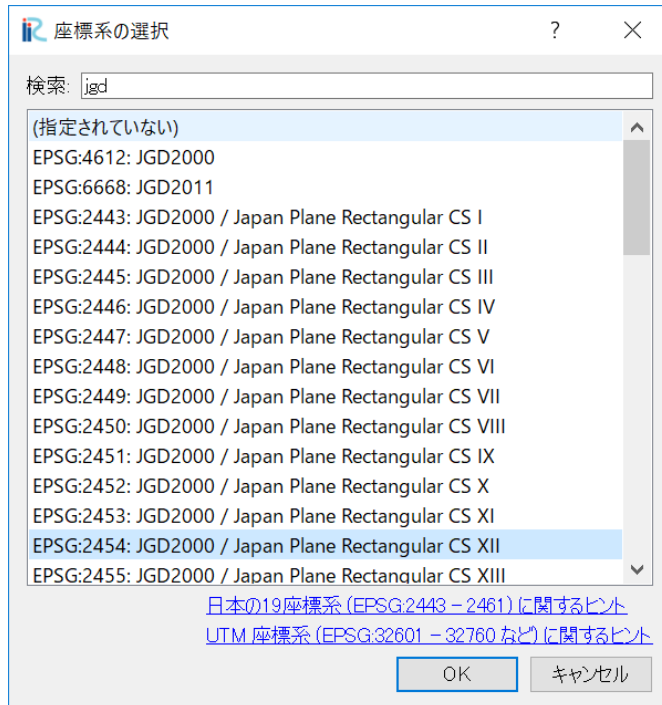 iRC 座標系の選択 ?
検索: jgd
(指定されていない)
EPSG:4612: JGD2000
EPSG:6668: JGD2011
EPSG:2443: JGD2000 / Japan Plane Rectangular CS I
EPSG:2444: JGD2000 / Japan Plane Rectangular CS II
EPSG:2445: JGD2000 / Japan Plane Rectangular CS III
EPSG:2446: JGD2000 / Japan Plane Rectangular CS IV
EPSG:2447: JGD2000 / Japan Plane Rectangular CS V
EPSG:2448: JGD2000 / Japan Plane Rectangular CS VI
EPSG:2449: JGD2000 / Japan Plane Rectangular CS VII
EPSG:2450: JGD2000 / Japan Plane Rectangular CS VIII
EPSG:2451: JGD2000 / Japan Plane Rectangular CS IX
EPSG:2452: JGD2000 / Japan Plane Rectangular CS X
EPSG:2453: JGD2000 / Japan Plane Rectangular CS XI
EPSG:2454: JGD2000 / Japan Plane Rectangular CS XII
EPSG:2455: JGD2000 / Japan Plane Rectangular CS XIII
日本の19座標系 (EPSG:2443 - 2461) に関するヒント
UTM 座標系 (EPSG:32601 - 32760 など) に関するヒント
OK キャンセル